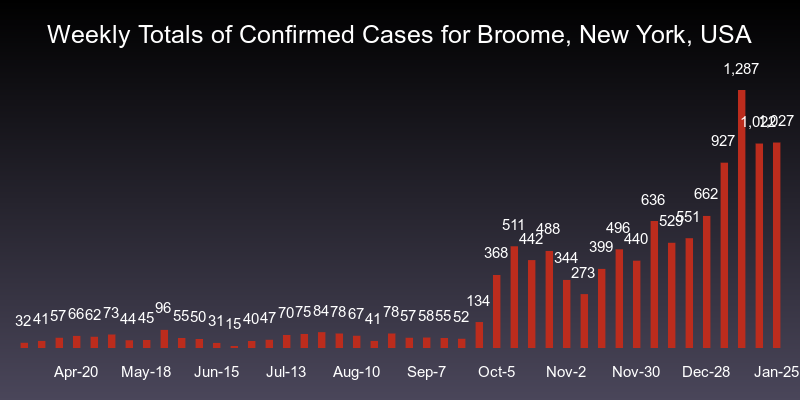 Weekly Totals of Confirmed Cases for Broome, New York, USA
32 41 57 66 62 73 44 45 96 55 50 31 15 40 47 70 75 84 78 67 41 78 57 58 55 52 134 368 511 442 488 344 273 399 496 440 636 529 551 662 927 1,287 1,022 1,027
Apr-20 May-18 Jun-15 Jul-13 Aug-10 Sep-7 Oct-5 Nov-2 Nov-30 Dec-28 Jan-25